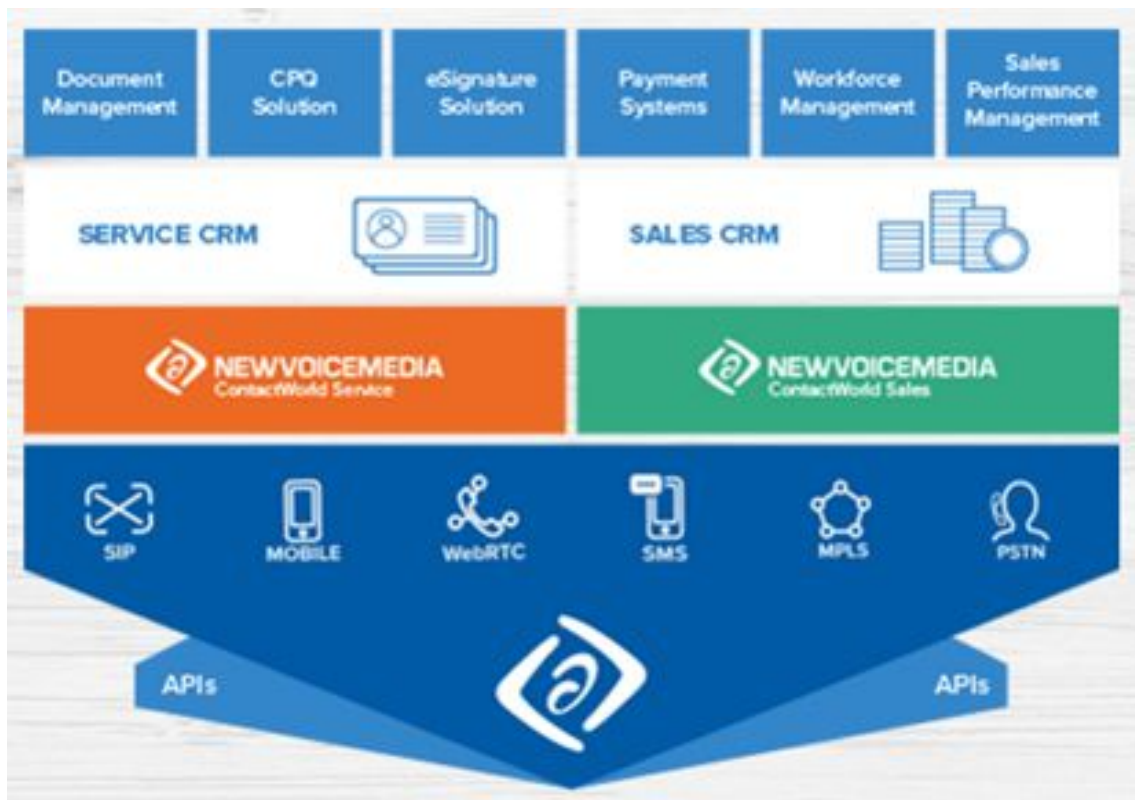 Document
Management
CPQ
Solution
eSignature
Solution
Payment
Systems
Workforce
Management
Sales
Performance
Management
SERVICE CRM
SALES CRM
NEWVOICEMEDIA
ContactWorld Service
NEWVOICEMEDIA
ContactWorld Sales
SIP
MOBILE
WebRTC
SMS
MPLS
PSTN
APIs
APIs